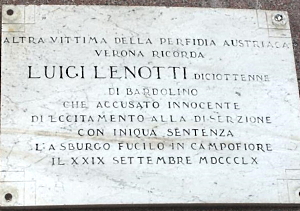 ALTRA VITTIMA DELLA PERFIDIA AUSTRIACA
VERONA RICORDA
LUIGI LENOTTI DICIOTTENNE
DI BARDOLINO
CHE ACCUSATO INNOCENTE
DI ECCITAMENTO ALLA DISERZIONE
CON INIQUA SENTENZA
L'ASBURGO FUCILÒ IN CAMPOFIORE
IL XXIX SETTEMBRE MDCCCLX